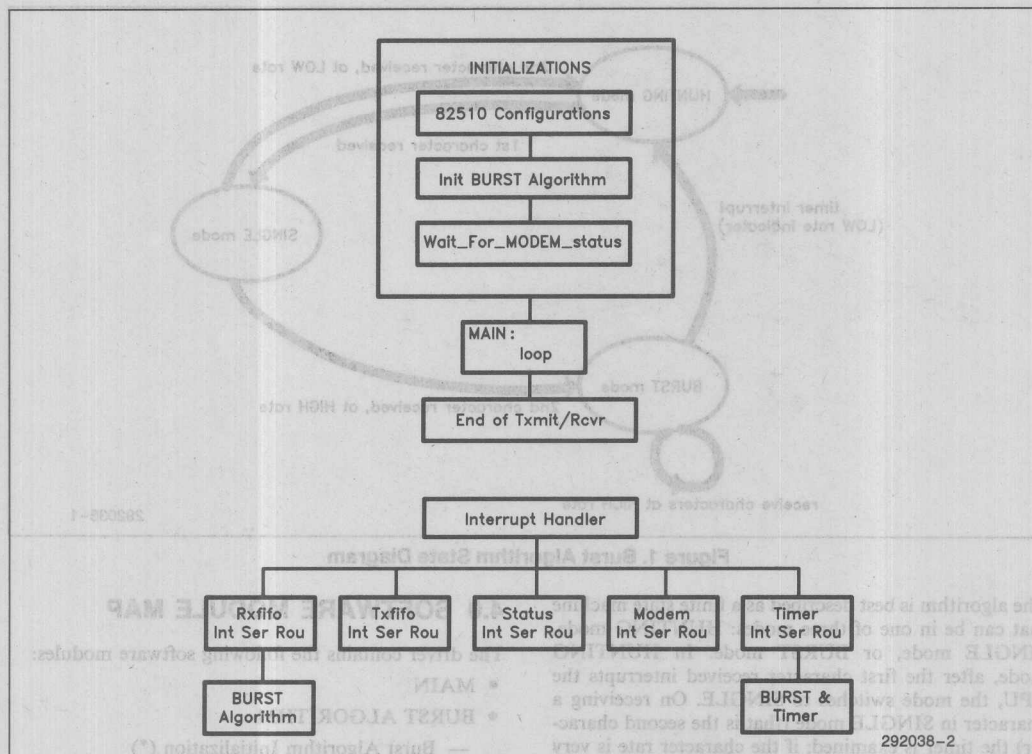 INITIALIZATIONS
82510 Configurations
Init BURST Algorithm
Wait_For_MODEM_status
MAIN:
loop
End of Txmit/Rcvr
Interrupt Handler
Rxfifo
Int Ser Rou
Txfifo
Int Ser Rou
Status
Int Ser Rou
Modem
Int Ser Rou
Timer
Int Ser Rou
BURST
Algorithm
BURST &
Timer
292038-2